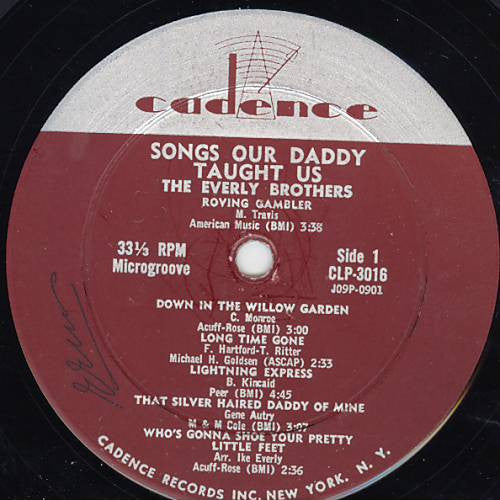 cadence
SONGS OUR DADDY
TAUGHT US
THE EVERLY BROTHERS
ROVING GAMBLER
M. Travis
American Music (BMI) 3:38
33⅓ RPM
Microgroove
Side 1
CLP-3016
J09P-0901
DOWN IN THE WILLOW GARDEN
C. Monroe
Acuff-Rose (BMI) 3:00
LONG TIME GONE
F. Hartford-T. Ritter
Michael H. Goldsen (ASCAP) 2:33
LIGHTNING EXPRESS
B. Kincaid
Peer (BMI) 4:45
THAT SILVER HAIRED DADDY OF MINE
Gene Autry
M & M Cole (BMI) 3:07
WHO'S GONNA SHOE YOUR PRETTY
LITTLE FEET
Arr. Ike Everly
Acuff-Rose (BMI) 2:36
CADENCE RECORDS INC. NEW YORK, N. Y.